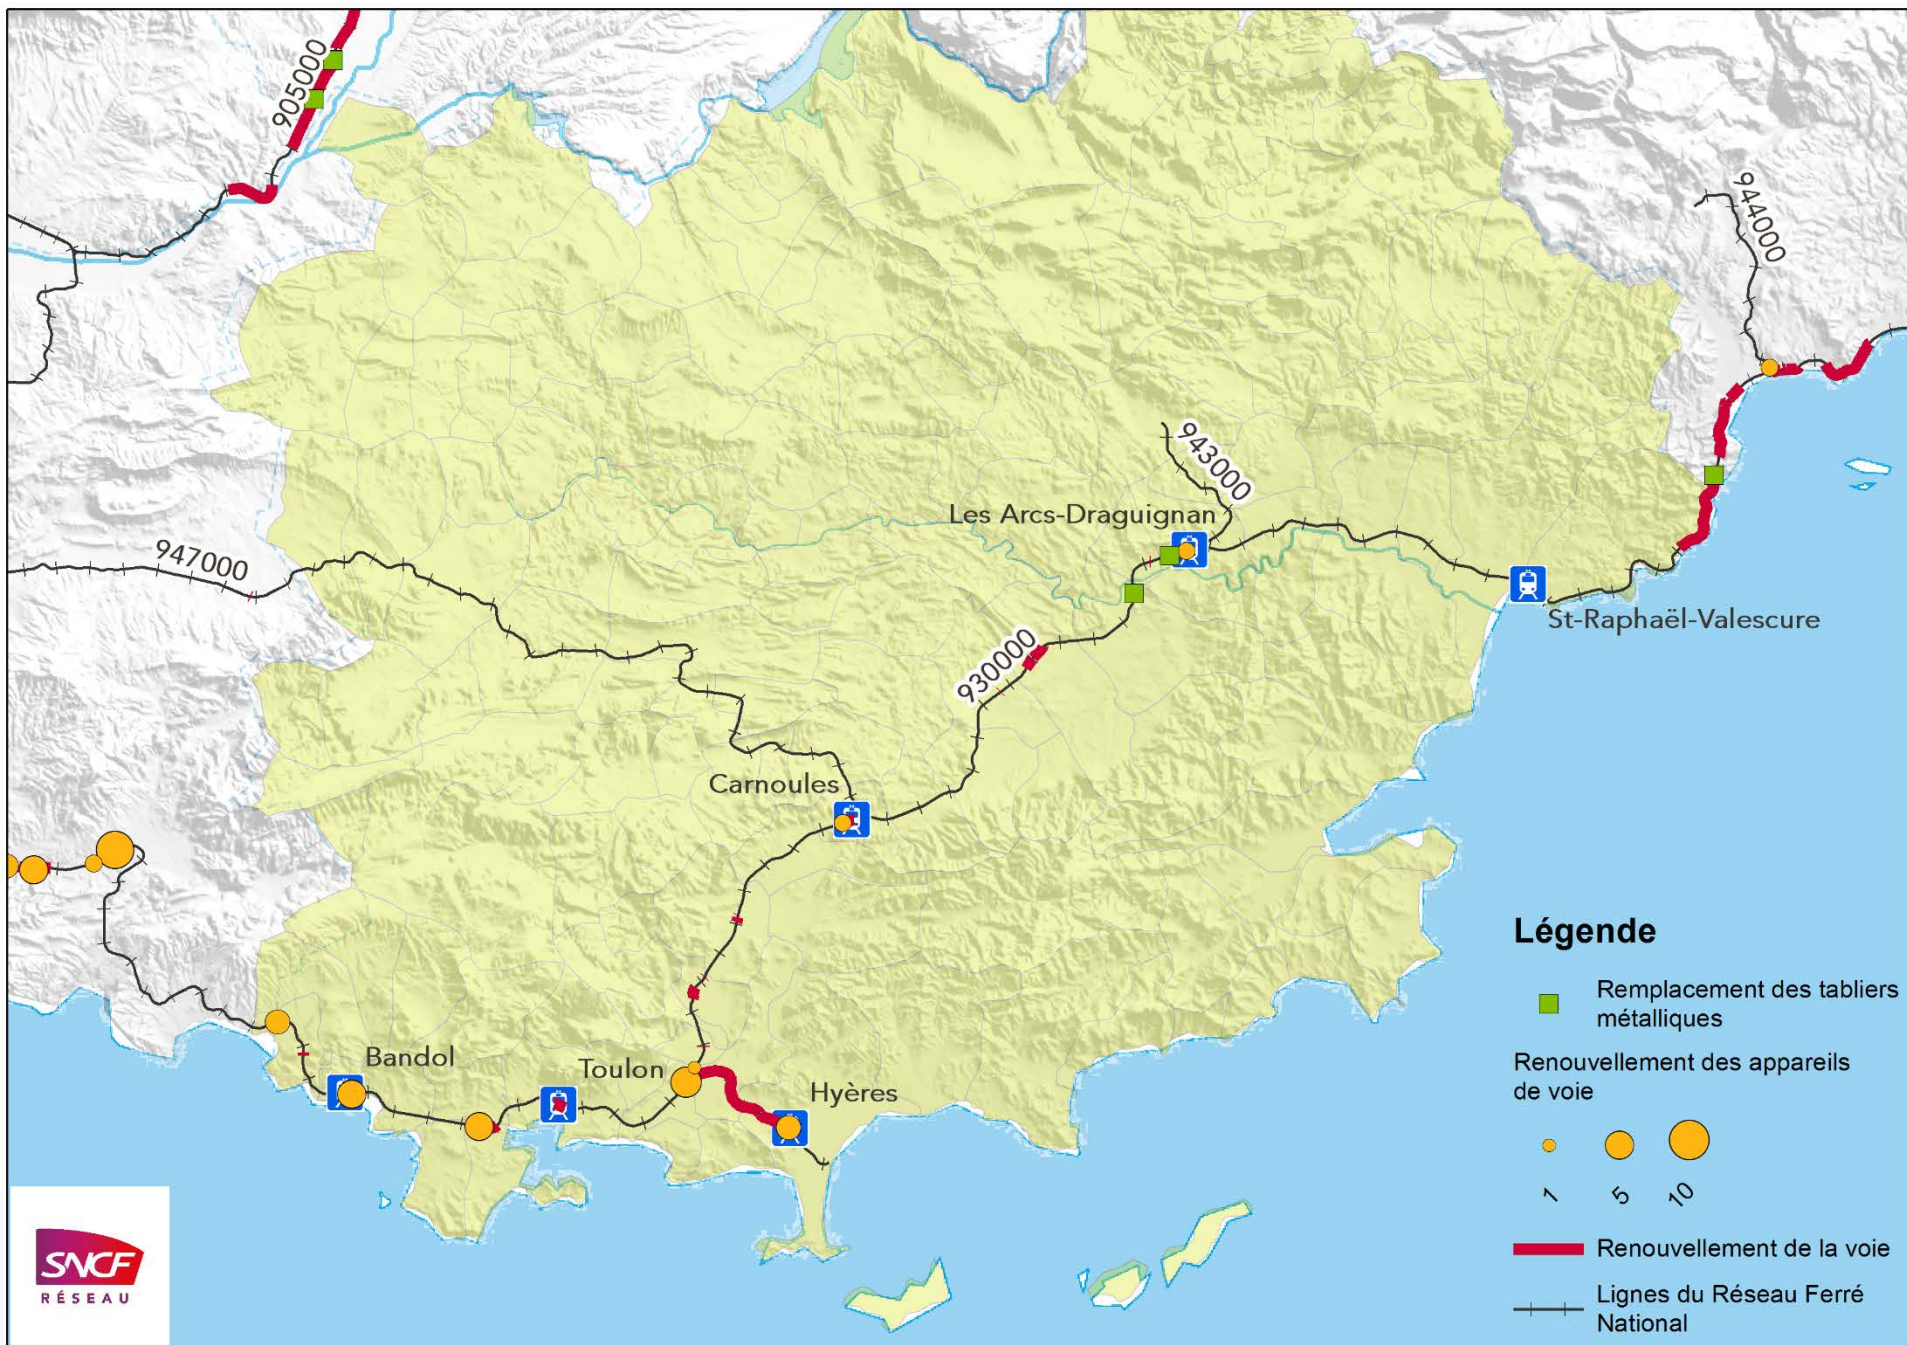 905000
944000
943000
Les Arcs-Draguignan
947000
St-Raphaël-Valescure
930000
Carnoules
Bandol
Toulon
Hyères
Légende
Remplacement des tabliers
métalliques
Renouvellement des appareils
de voie
1 5 10
Renouvellement de la voie
Lignes du Réseau Ferré
National
SNCF
RÉSEAU